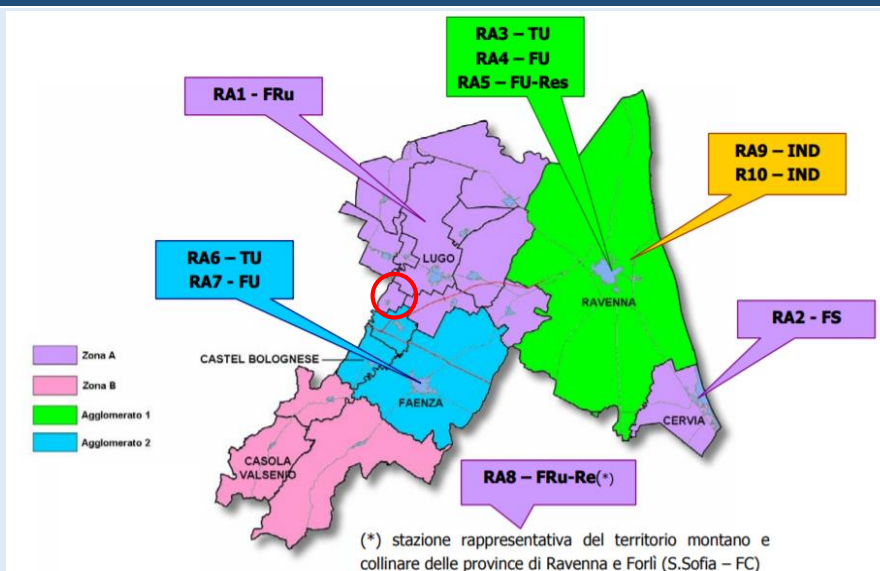 RA3 – TU
RA4 – FU
RA5 – FU-Res
RA1 - FRu
RA9 – IND
R10 – IND
LUGO
RA6 – TU
RA7 - FU
RAVENNA
RA2 - FS
Zona A
Zona B
Agglomerato 1
Agglomerato 2
CASTEL BOLOGNESE
FAENZA
CERVIA
CASOLA
VALSENIO
RA8 – FRu-Re(*)
(*) stazione rappresentativa del territorio montano e
collinare delle province di Ravenna e Forlì (S.Sofia – FC)